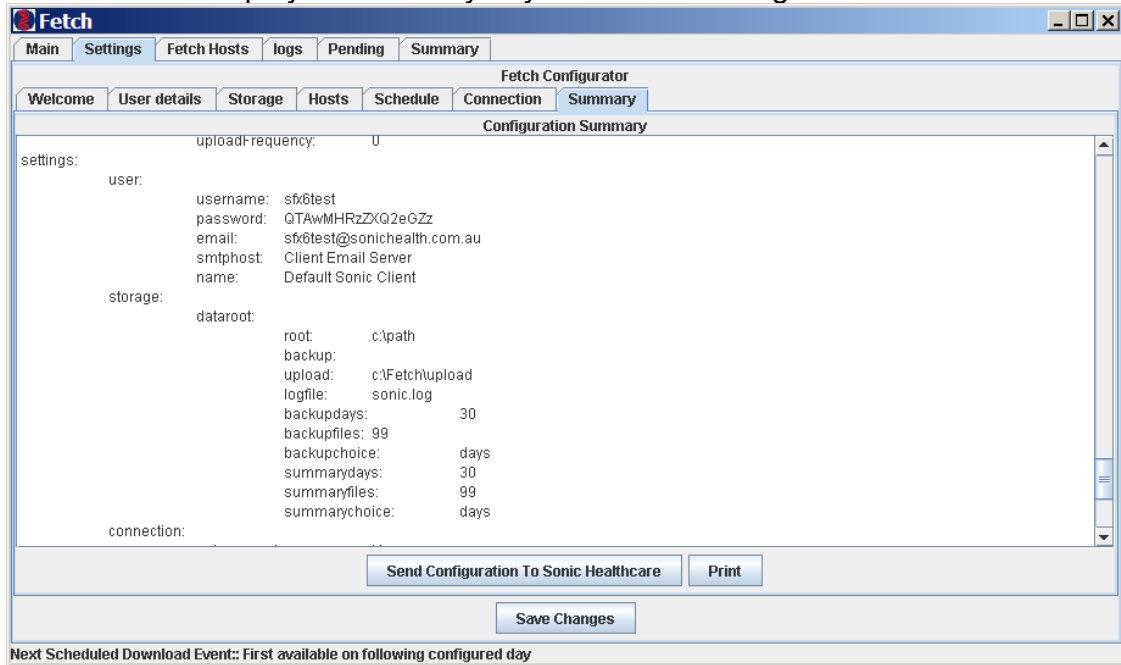 Fetch
Main Settings Fetch Hosts logs Pending Summary
Fetch Configurator
Welcome User details Storage Hosts Schedule Connection Summary
Configuration Summary
uploadFrequency: 0
settings:
user:
username: sfx6test
password: QTAwMHRzZXQ2eGZz
email: sfx6test@sonichealth.com.au
smtphost: Client Email Server
name: Default Sonic Client
storage:
dataroot:
root: c:\path
backup:
upload: c:\Fetch\upload
logfile: sonic.log
backupdays: 30
backupfiles: 99
backupchoice: days
summarydays: 30
summaryfiles: 99
summarychoice: days
connection:
Send Configuration To Sonic Healthcare Print
Save Changes
Next Scheduled Download Event:: First available on following configured day